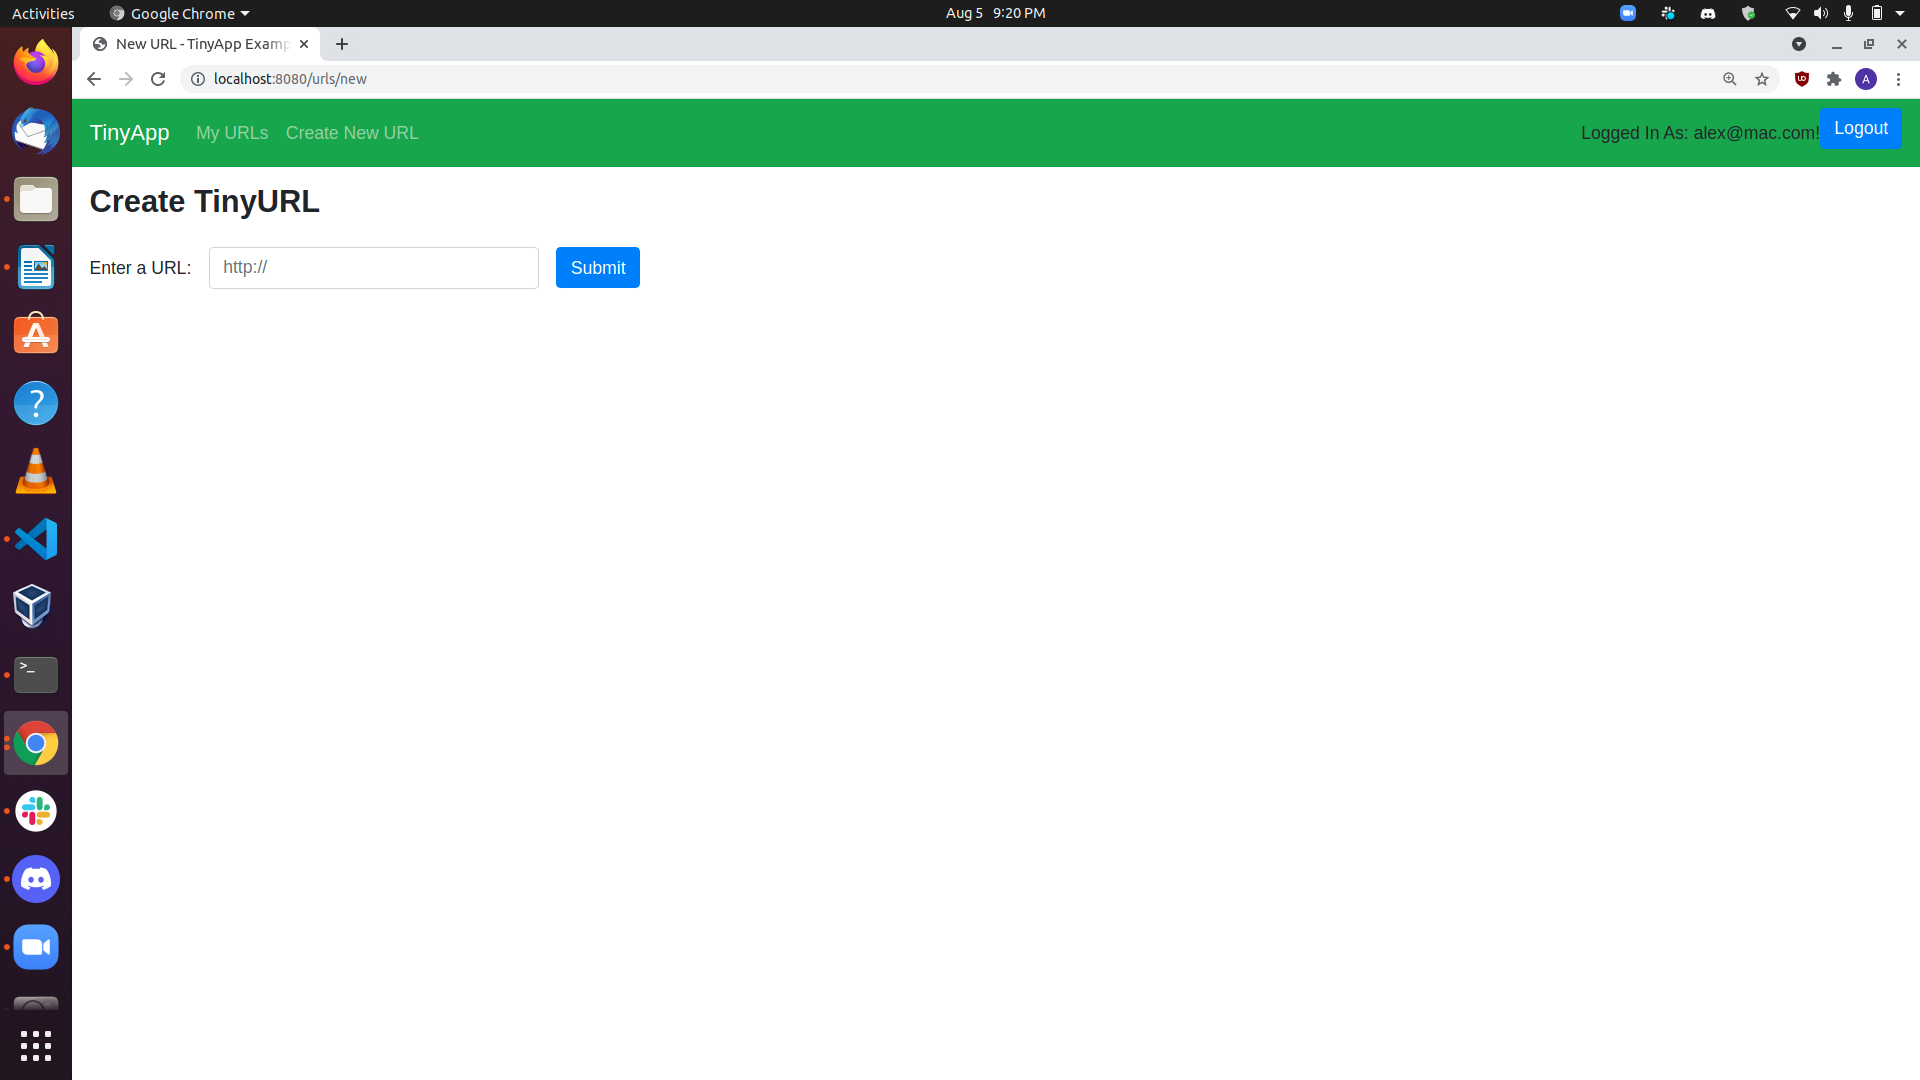 Activities
Google Chrome
Aug 5 9:20 PM
New URL - TinyApp Examp
localhost:8080/urls/new
A
TinyApp
My URLs
Create New URL
Logged In As: alex@mac.com!
Logout
Create TinyURL
Enter a URL:
http://
Submit
>_